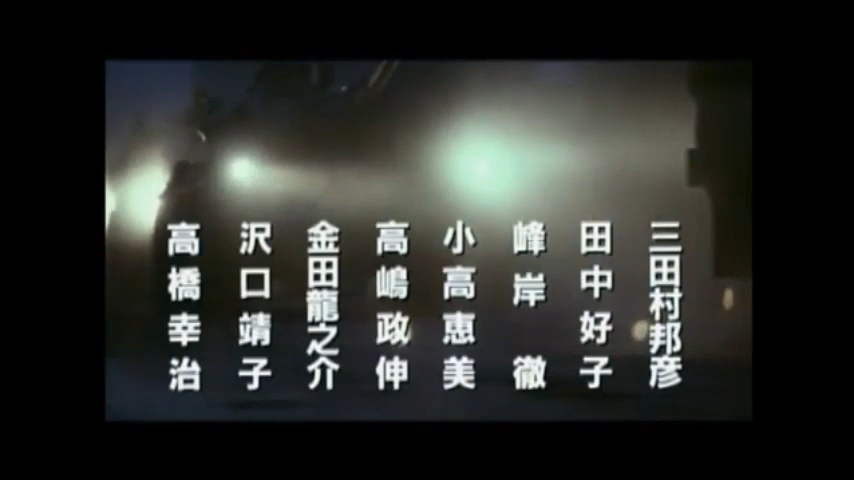 三田村邦彦
田中好子
峰岸徹
小高恵美
高嶋政伸
金田龍之介
沢口靖子
高橋幸治